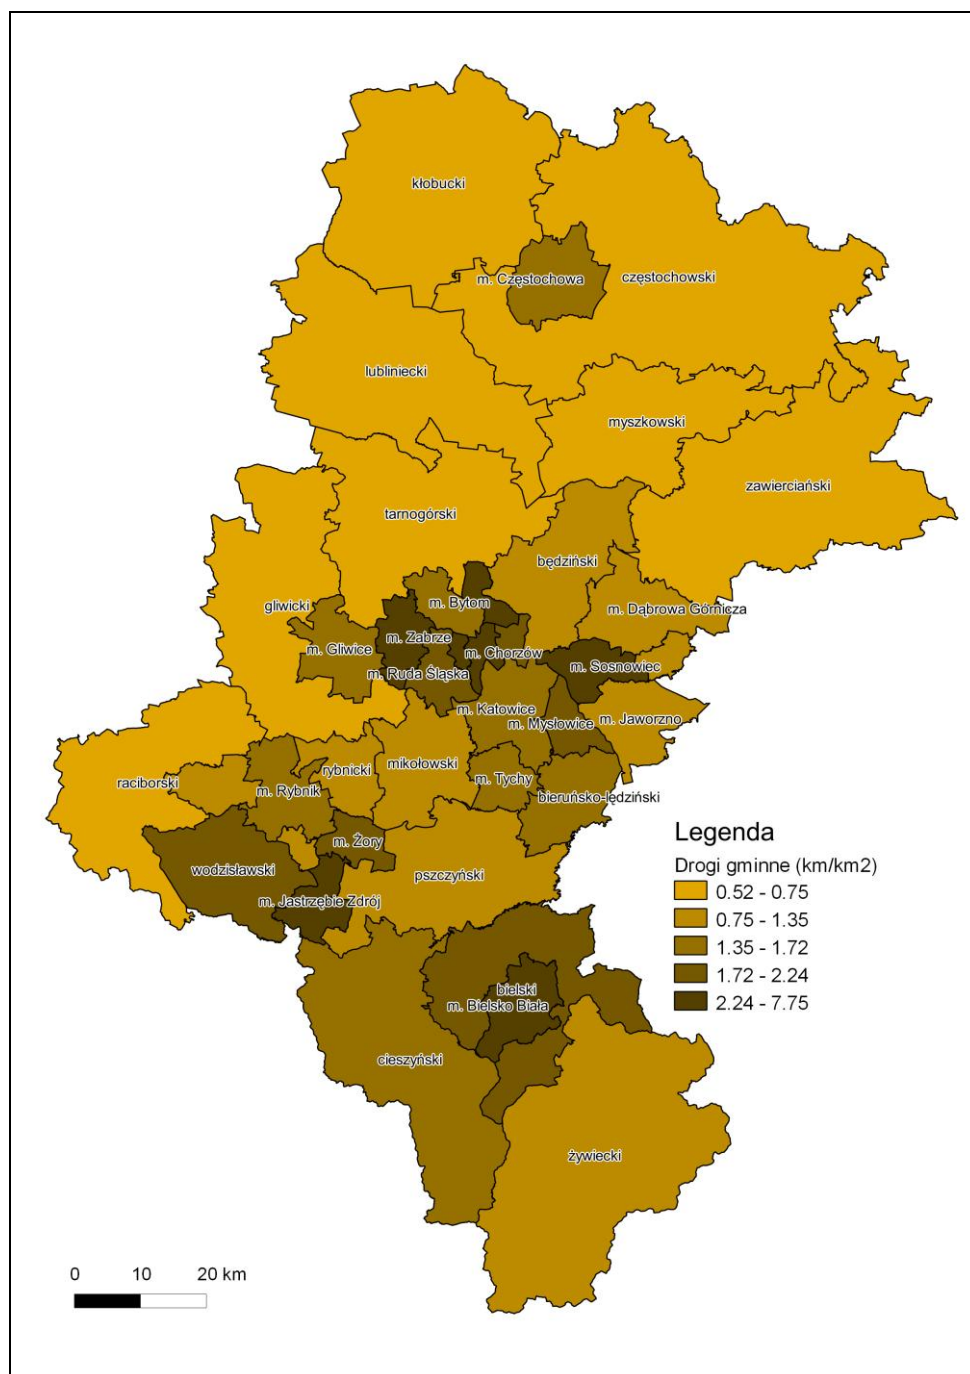 kłobucki
m. Częstochowa
częstochowski
lubliniecki
myszkowski
zawierciański
tarnogórski
będziński
gliwicki
m. Bytom
m. Dąbrowa Górnicza
m. Gliwice
m. Zabrze
m. Chorzów
m. Ruda Śląska
m. Sosnowiec
m. Katowice
m. Mysłowice
m. Jaworzno
raciborski
m. Rybnik
rybnicki
mikołowski
m. Tychy
bieruńsko-lędziński
m. Żory
wodzisławski
m. Jastrzębie Zdrój
pszczyński
bielski
m. Bielsko Biala
cieszyński
żywiecki
Legenda
Drogi gminne (km/km2)
0.52 - 0.75
0.75 - 1.35
1.35 - 1.72
1.72 - 2.24
2.24 - 7.75
0 10 20 km